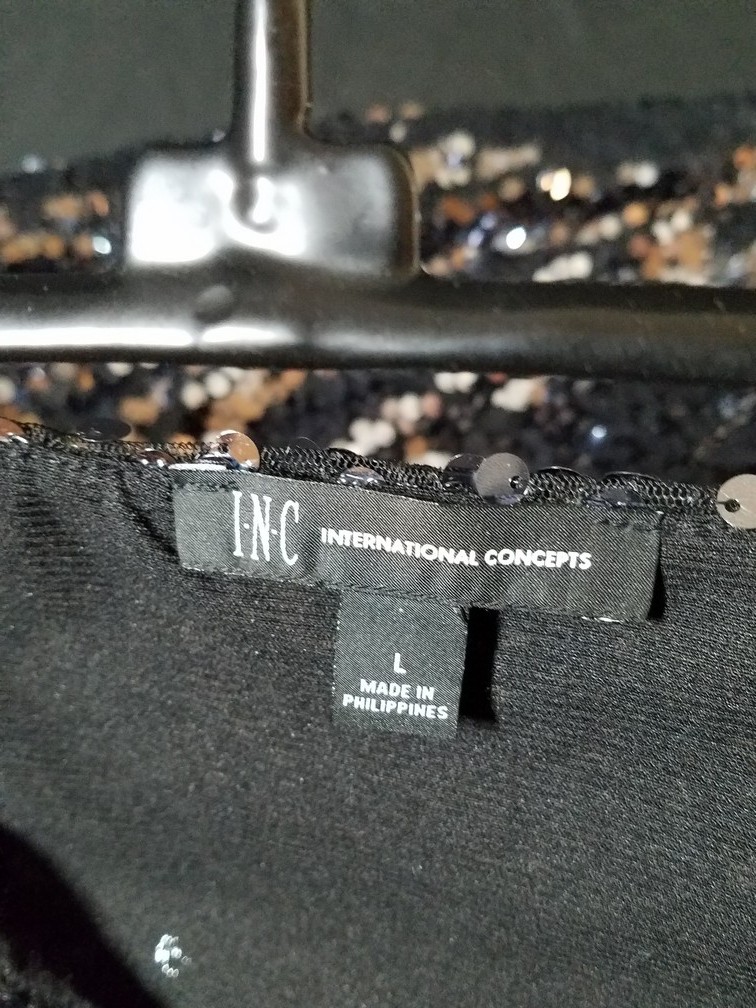 I·N·C INTERNATIONAL CONCEPTS
L
MADE IN
PHILIPPINES